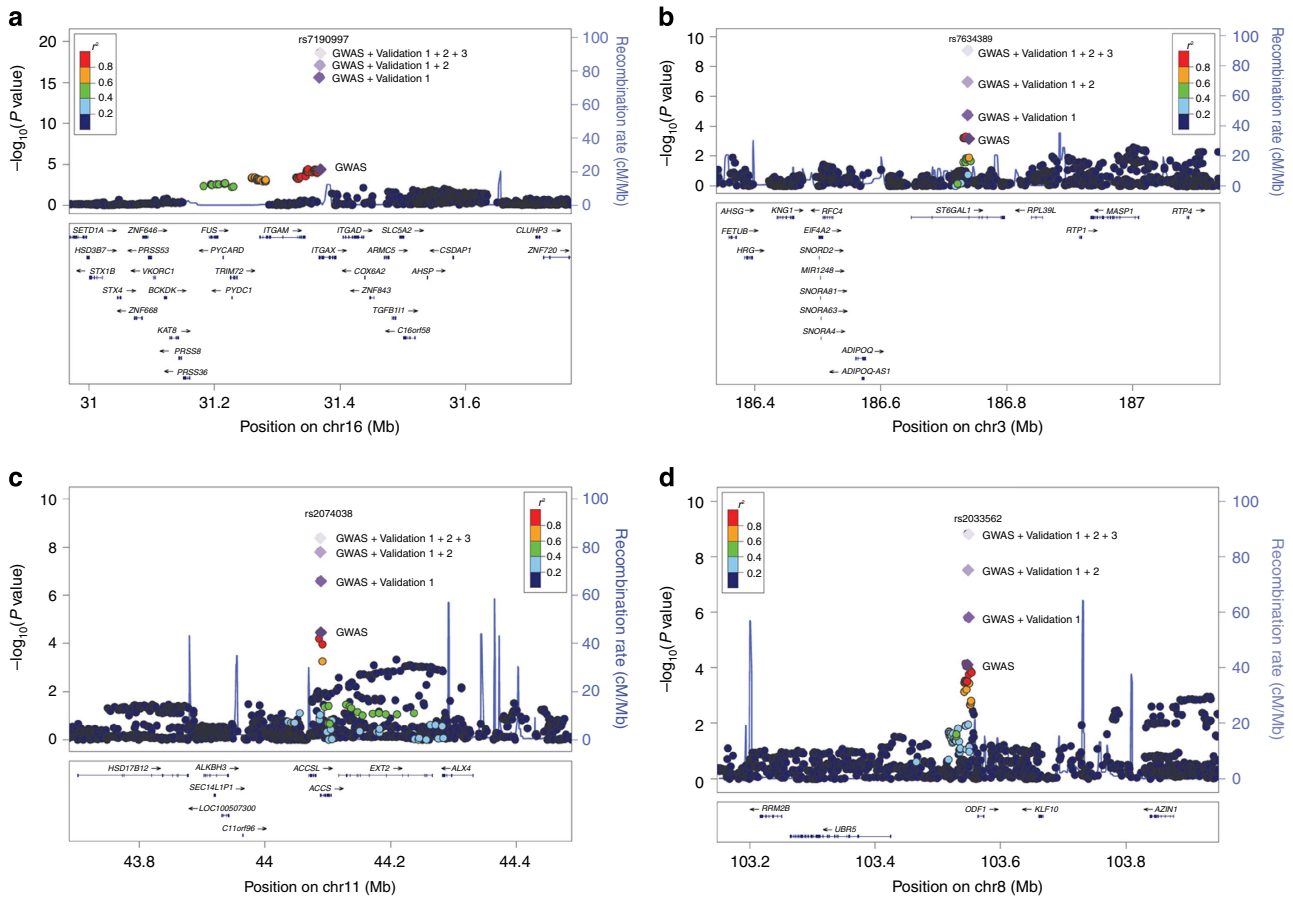 a
rs7190997
GWAS + Validation 1 + 2 + 3
GWAS + Validation 1 + 2
GWAS + Validation 1
GWAS
r²
0.8
0.6
0.4
0.2
20
15
10
5
0
–log10(P value)
100
80
60
40
20
0
Recombination rate (cM/Mb)
SETD1A → ZNF646 → FUS → ITGAM → ITGAD → SLC5A2 → CLUHP3 →
HSD3B7 → ← PRSS53 ← PYCARD ITGAX → ARMC5 → ← CSDAP1 ZNF720 →
← STX1B ← VKORC1 TRIM72 → ← COX6A2 AHSP →
STX4 → BCKDK → ← PYDC1 ← ZNF843
← ZNF668 TGFB1I1 →
KAT8 → ← C16orf58
← PRSS8
← PRSS36
31 31.2 31.4 31.6
Position on chr16 (Mb)
b
rs7634389
GWAS + Validation 1 + 2 + 3
GWAS + Validation 1 + 2
GWAS + Validation 1
GWAS
r²
0.8
0.6
0.4
0.2
10
8
6
4
2
0
–log10(P value)
100
80
60
40
20
0
Recombination rate (cM/Mb)
AHSG → KNG1 → ← RFC4 ST6GAL1 → ← RPL39L ← MASP1 RTP4 →
FETUB → EIF4A2 → RTP1 →
HRG → SNORD2 →
MIR1248 →
SNORA81 →
SNORA63 →
SNORA4 →
ADIPOQ →
← ADIPOQ-AS1
186.4 186.6 186.8 187
Position on chr3 (Mb)
c
rs2074038
GWAS + Validation 1 + 2 + 3
GWAS + Validation 1 + 2
GWAS + Validation 1
GWAS
r²
0.8
0.6
0.4
0.2
10
8
6
4
2
0
–log10(P value)
100
80
60
40
20
0
Recombination rate (cM/Mb)
HSD17B12 → ALKBH3 → ACCSL → EXT2 → ← ALX4
SEC14L1P1 → ACCS →
← LOC100507300
C11orf96 →
43.8 44 44.2 44.4
Position on chr11 (Mb)
d
rs2033562
GWAS + Validation 1 + 2 + 3
GWAS + Validation 1 + 2
GWAS + Validation 1
GWAS
r²
0.8
0.6
0.4
0.2
10
8
6
4
2
0
–log10(P value)
100
80
60
40
20
0
Recombination rate (cM/Mb)
← RRM2B ODF1 → ← KLF10 ← AZIN1
← UBR5
103.2 103.4 103.6 103.8
Position on chr8 (Mb)